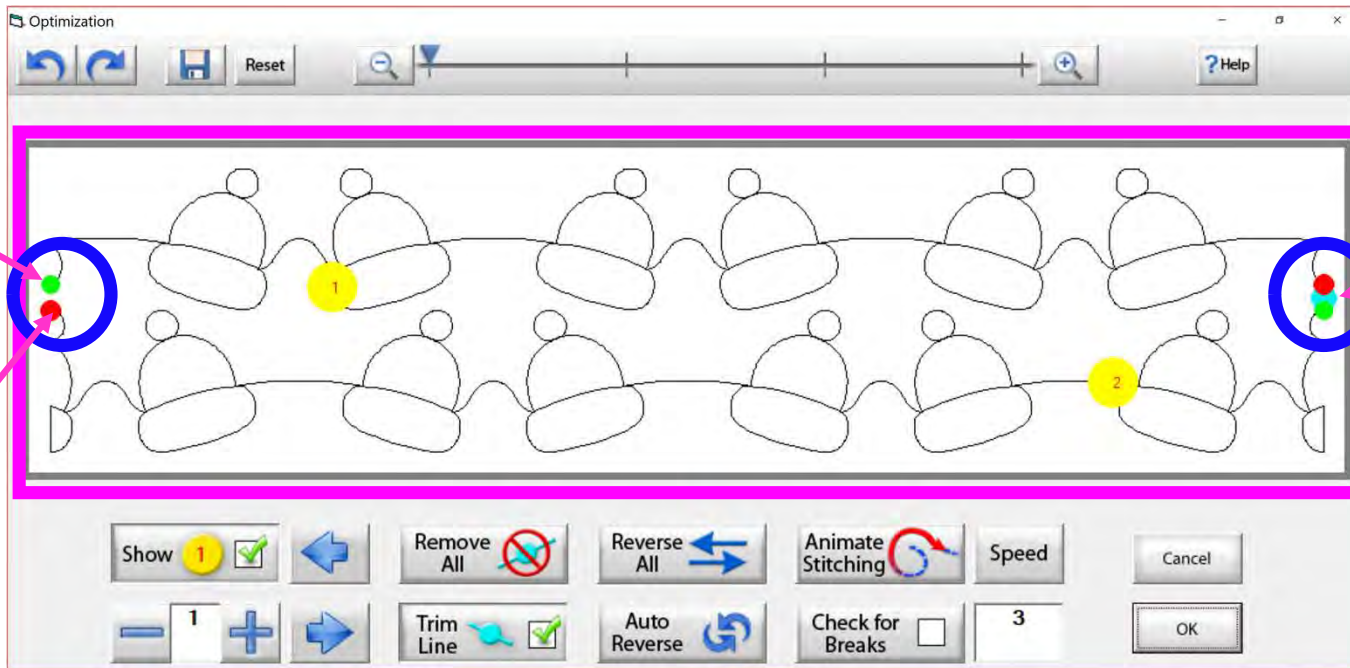 Optimization
Reset
? Help
1
2
Show 1
Remove All
Reverse All
Animate Stitching
Speed
Cancel
1
Trim Line
Auto Reverse
Check for Breaks
3
OK